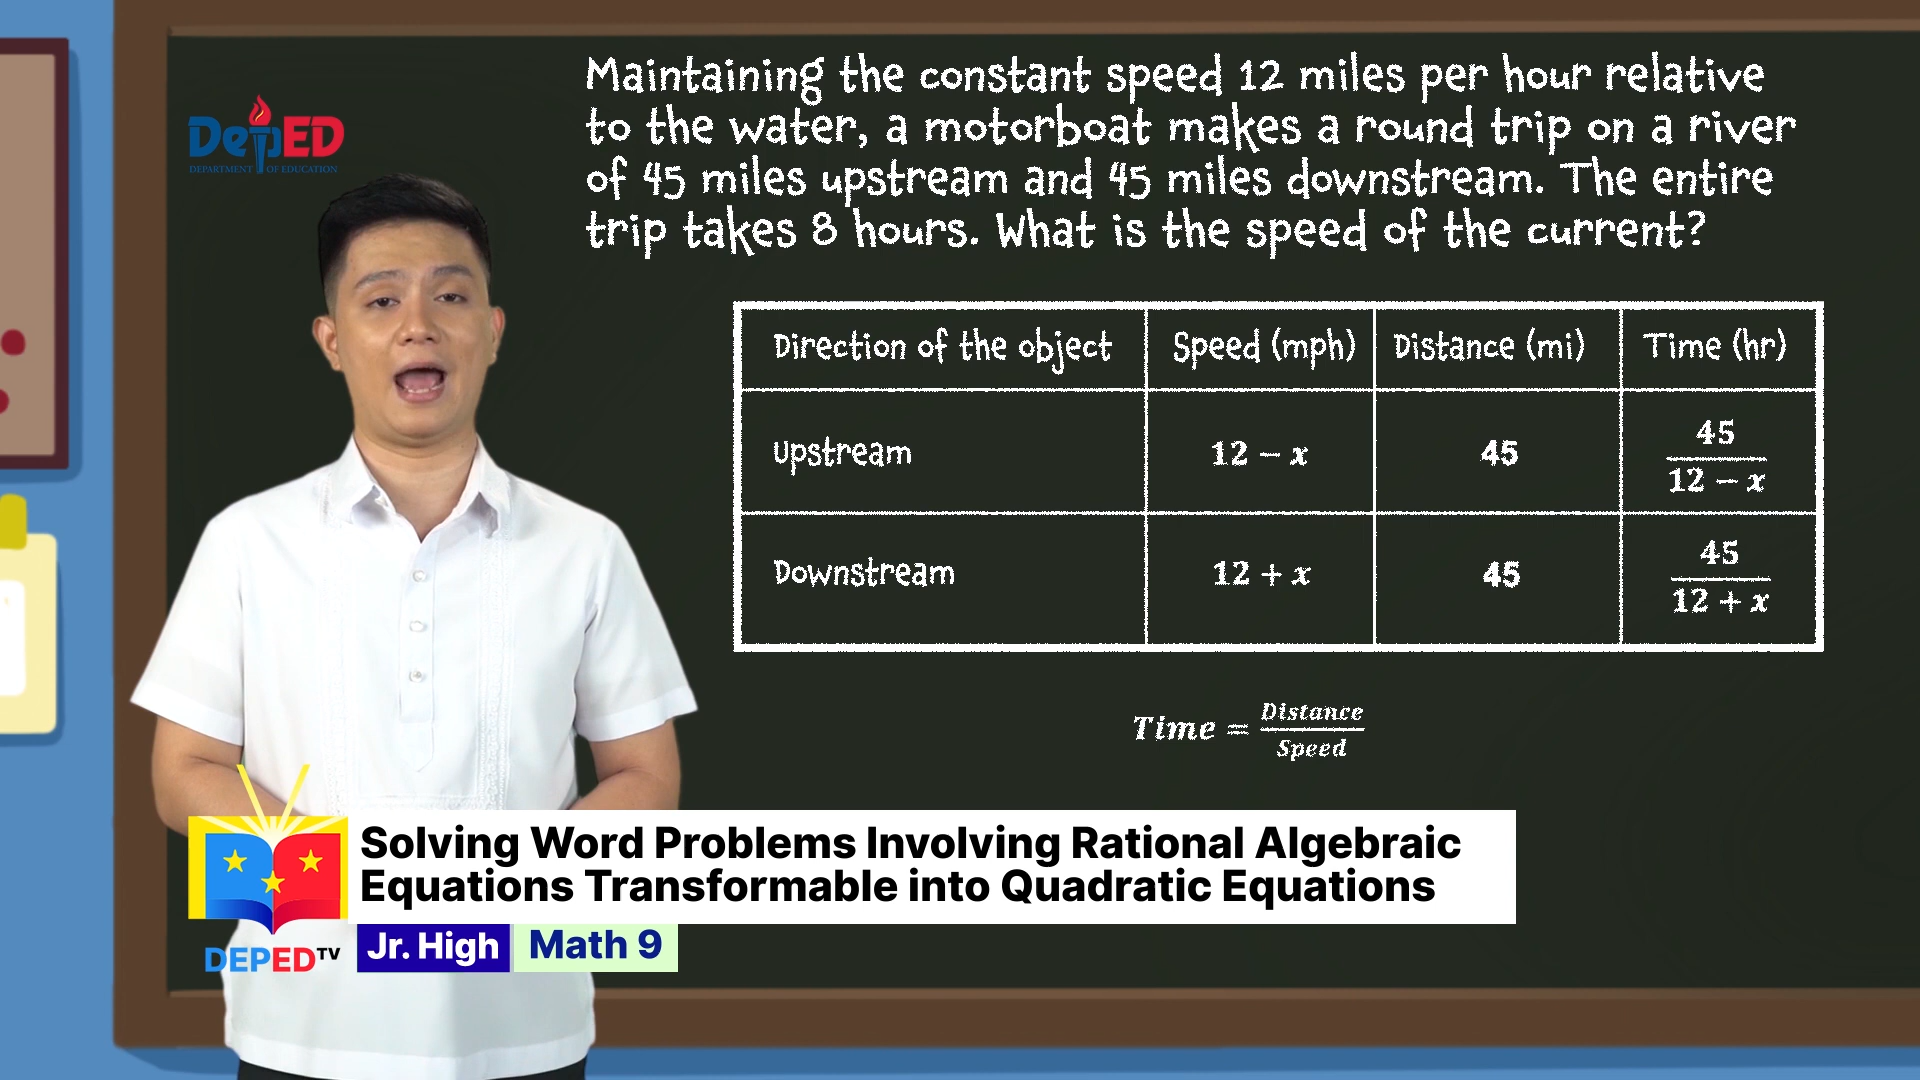 DepED
DEPARTMENT OF EDUCATION
Maintaining the constant speed 12 miles per hour relative
to the water, a motorboat makes a round trip on a river
of 45 miles upstream and 45 miles downstream. The entire
trip takes 8 hours. What is the speed of the current?
Direction of the object Speed (mph) Distance (mi) Time (hr)
Upstream 12 − x 45 45/(12 − x)
Downstream 12 + x 45 45/(12 + x)
Time = Distance/Speed
Solving Word Problems Involving Rational Algebraic
Equations Transformable into Quadratic Equations
DEPED TV
Jr. High Math 9